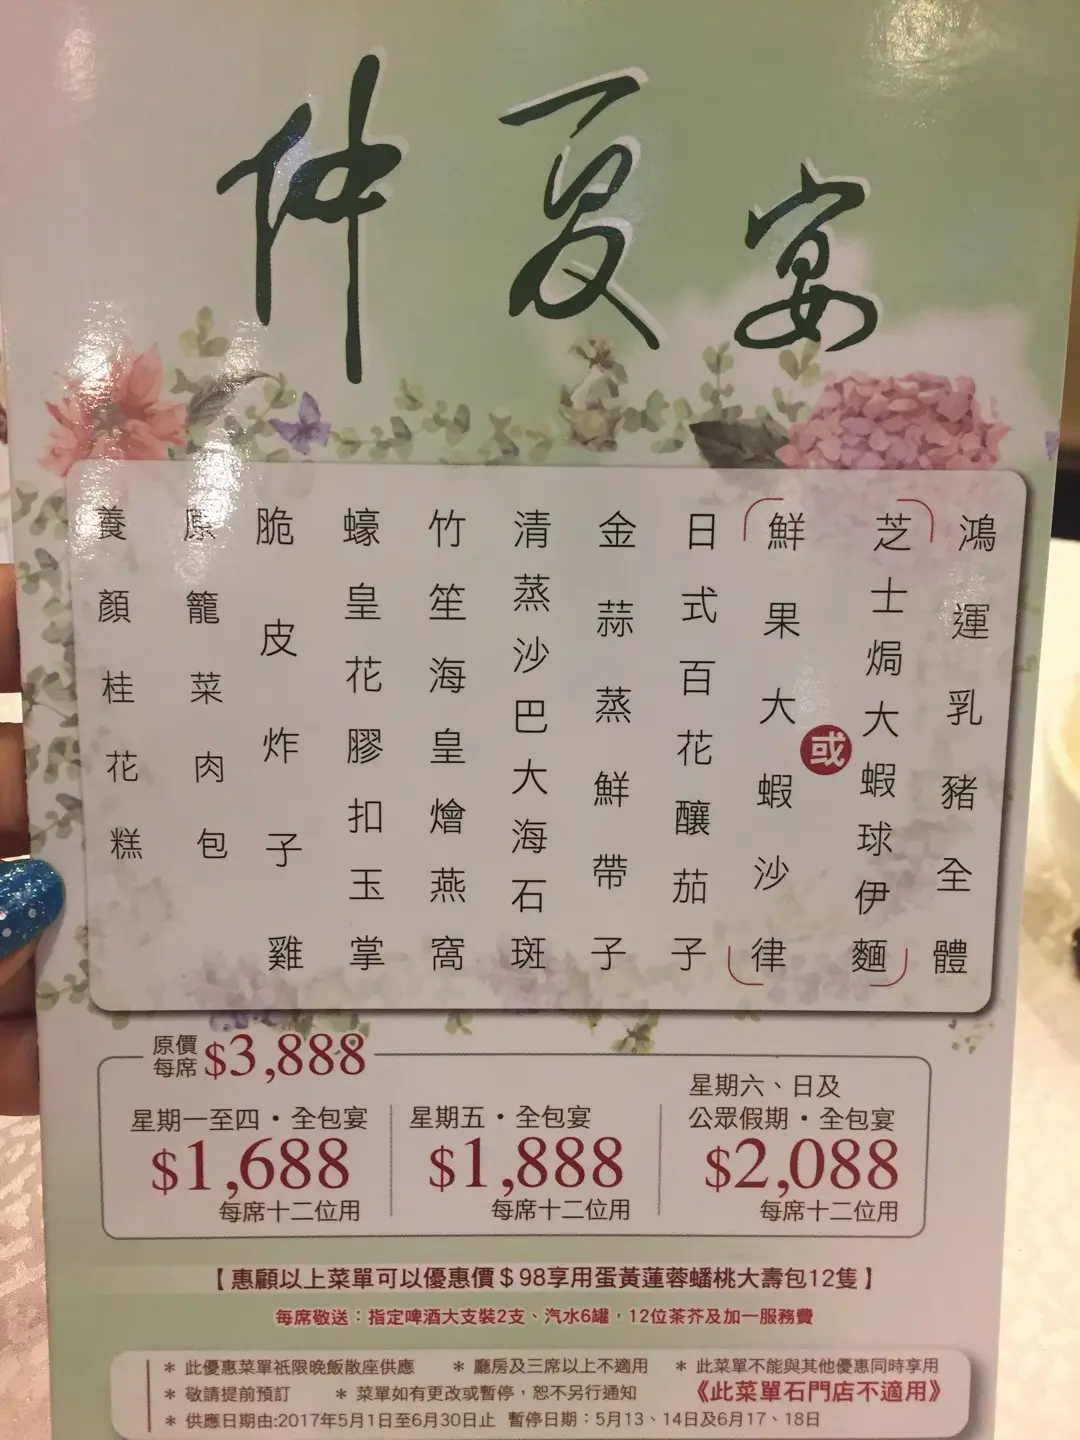 仲夏宴
鴻運乳豬全體
芝士焗大蝦球伊麵
或
鮮果大蝦沙律
日式百花釀茄子
金蒜蒸鮮帶子
清蒸沙巴大海石斑
竹笙海皇燴燕窩
蠔皇花膠扣玉掌
脆皮炸子雞
原籠菜肉包
養顏桂花糕
原價每席 $3,888
星期一至四・全包宴
$1,688
每席十二位用
星期五・全包宴
$1,888
每席十二位用
星期六、日及
公眾假期・全包宴
$2,088
每席十二位用
【惠顧以上菜單可以優惠價$98享用蛋黃蓮蓉蟠桃大壽包12隻】
每席敬送：指定啤酒大支裝2支、汽水6罐，12位茶芥及加一服務費
* 此優惠菜單祇限晚飯散座供應 * 廳房及三席以上不適用 * 此菜單不能與其他優惠同時享用
* 敬請提前預訂 * 菜單如有更改或暫停，恕不另行通知 《此菜單石門店不適用》
* 供應日期由:2017年5月1日至6月30日止 暫停日期：5月13、14日及6月17、18日